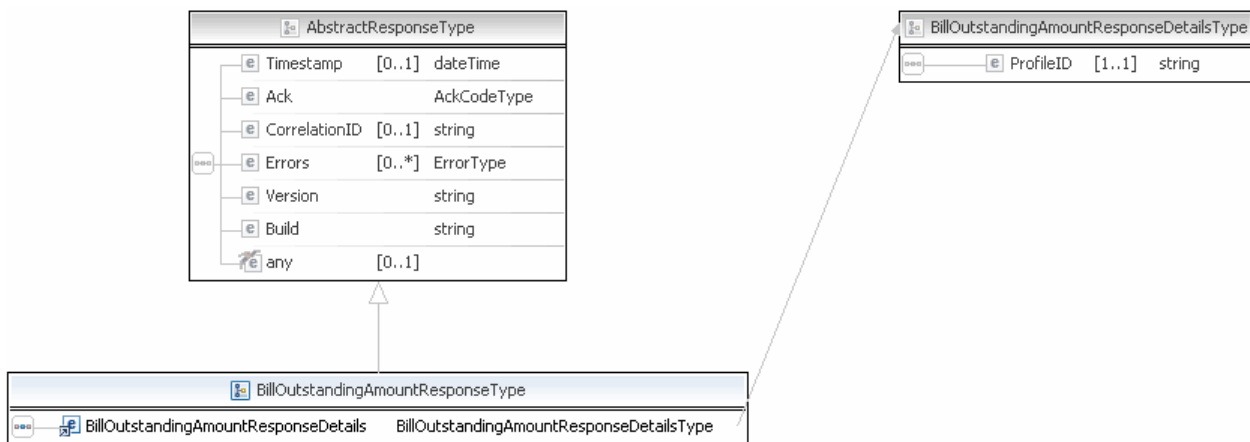 AbstractResponseType
Timestamp [0..1] dateTime
Ack AckCodeType
CorrelationID [0..1] string
Errors [0..*] ErrorType
Version string
Build string
any [0..1]
BillOutstandingAmountResponseDetailsType
ProfileID [1..1] string
BillOutstandingAmountResponseType
BillOutstandingAmountResponseDetails BillOutstandingAmountResponseDetailsType